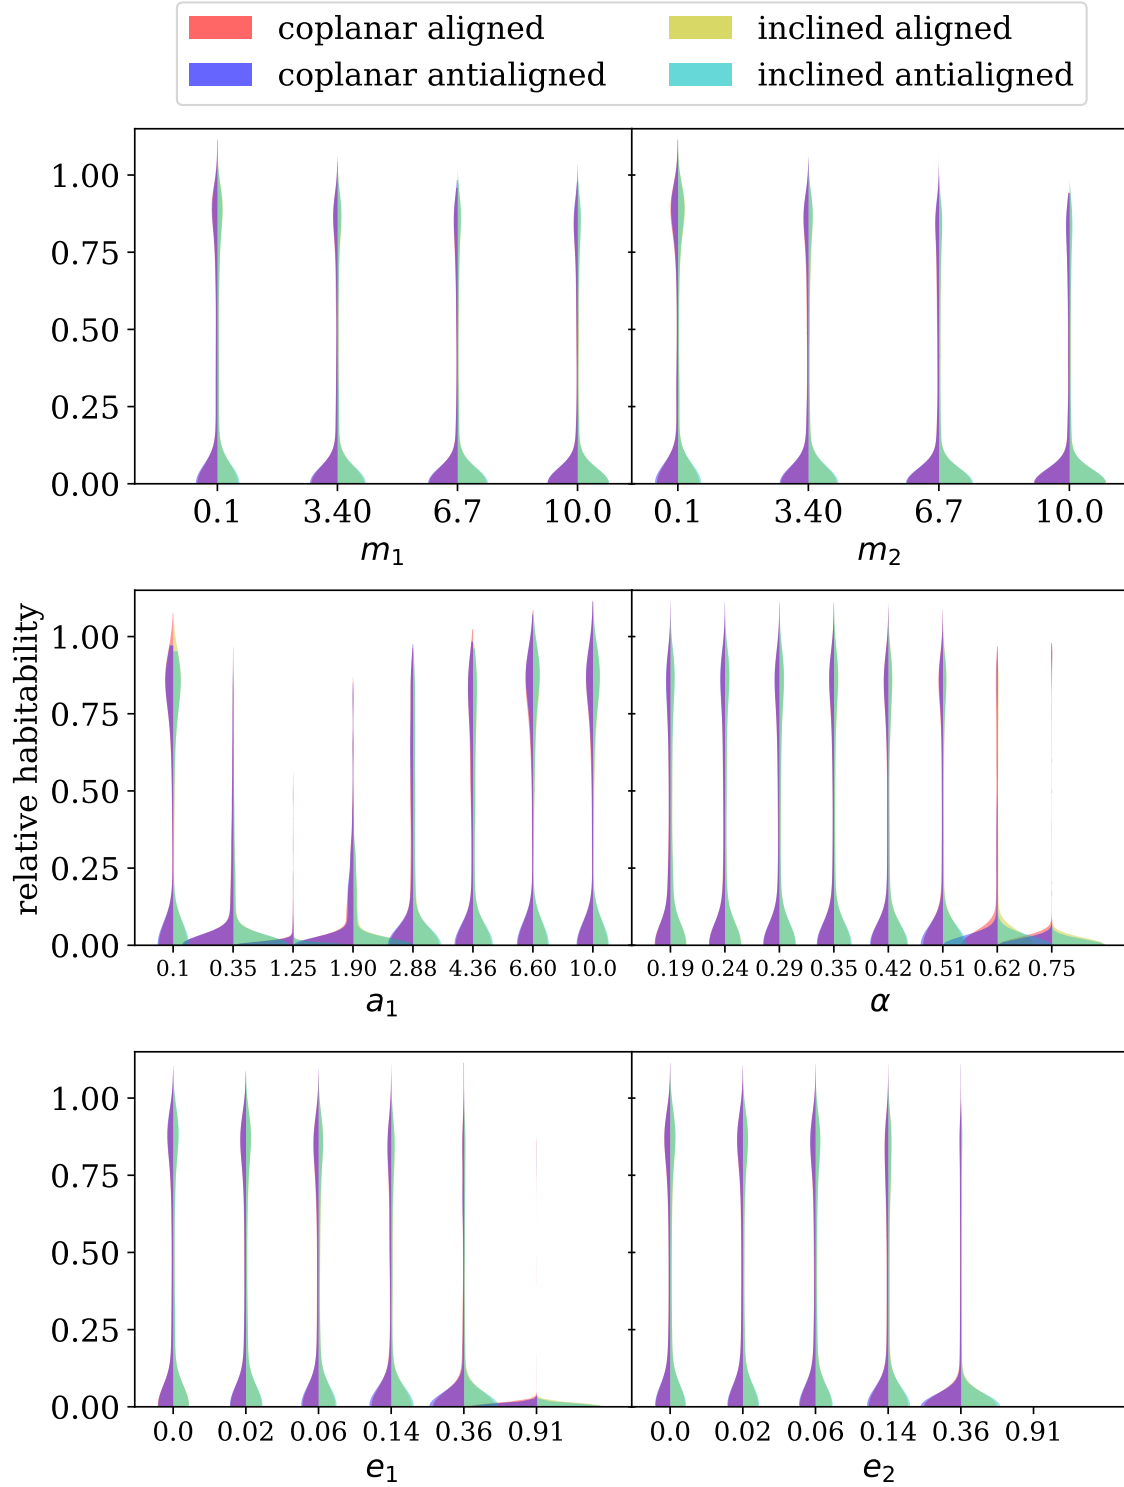 coplanar aligned inclined aligned
coplanar antialigned inclined antialigned
1.00
0.75
0.50
0.25
0.00
0.1 3.40 6.7 10.0 0.1 3.40 6.7 10.0
m1 m2
relative habitability
1.00
0.75
0.50
0.25
0.00
0.1 0.35 1.25 1.90 2.88 4.36 6.60 10.0 0.19 0.24 0.29 0.35 0.42 0.51 0.62 0.75
a1 α
1.00
0.75
0.50
0.25
0.00
0.0 0.02 0.06 0.14 0.36 0.91 0.0 0.02 0.06 0.14 0.36 0.91
e1 e2